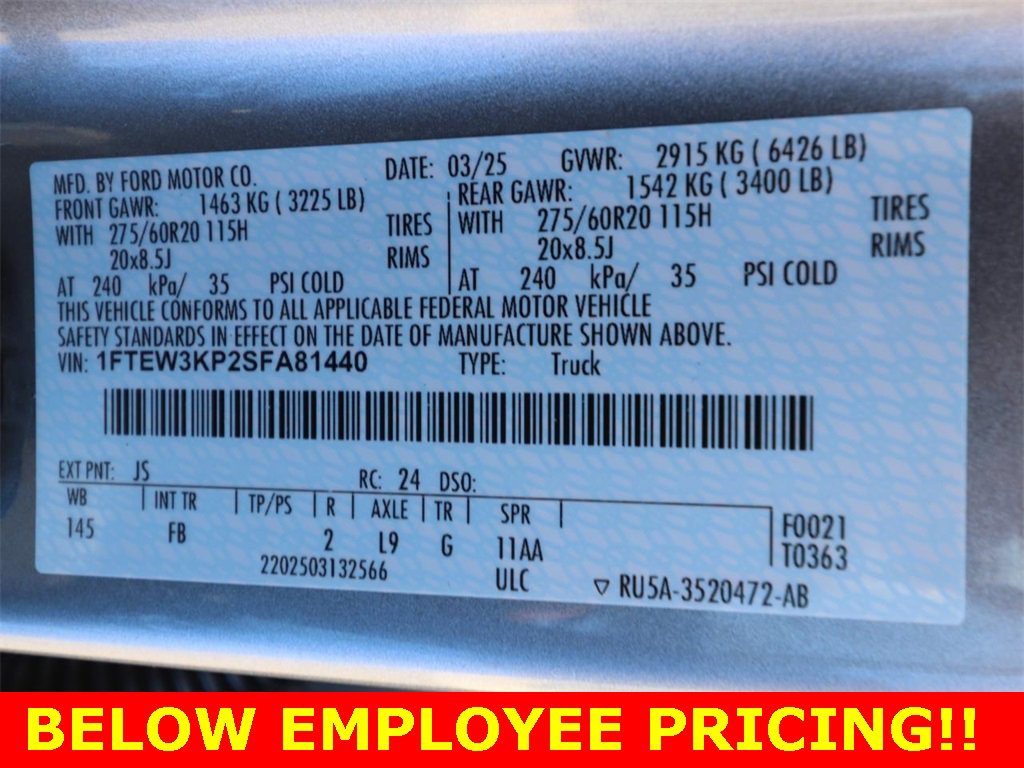 MFD. BY FORD MOTOR CO. DATE: 03/25 GVWR: 2915 KG ( 6426 LB)
FRONT GAWR: 1463 KG ( 3225 LB) REAR GAWR: 1542 KG ( 3400 LB)
WITH 275/60R20 115H TIRES WITH 275/60R20 115H TIRES
20x8.5J RIMS 20x8.5J RIMS
AT 240 kPa/ 35 PSI COLD AT 240 kPa/ 35 PSI COLD
THIS VEHICLE CONFORMS TO ALL APPLICABLE FEDERAL MOTOR VEHICLE
SAFETY STANDARDS IN EFFECT ON THE DATE OF MANUFACTURE SHOWN ABOVE.
VIN: 1FTEW3KP2SFA81440 TYPE: Truck
EXT PNT: JS RC: 24 DSO:
WB INT TR TP/PS R AXLE TR SPR F0021
145 FB 2 L9 G 11AA T0363
2202503132566 ULC ▽ RU5A-3520472-AB
BELOW EMPLOYEE PRICING!!